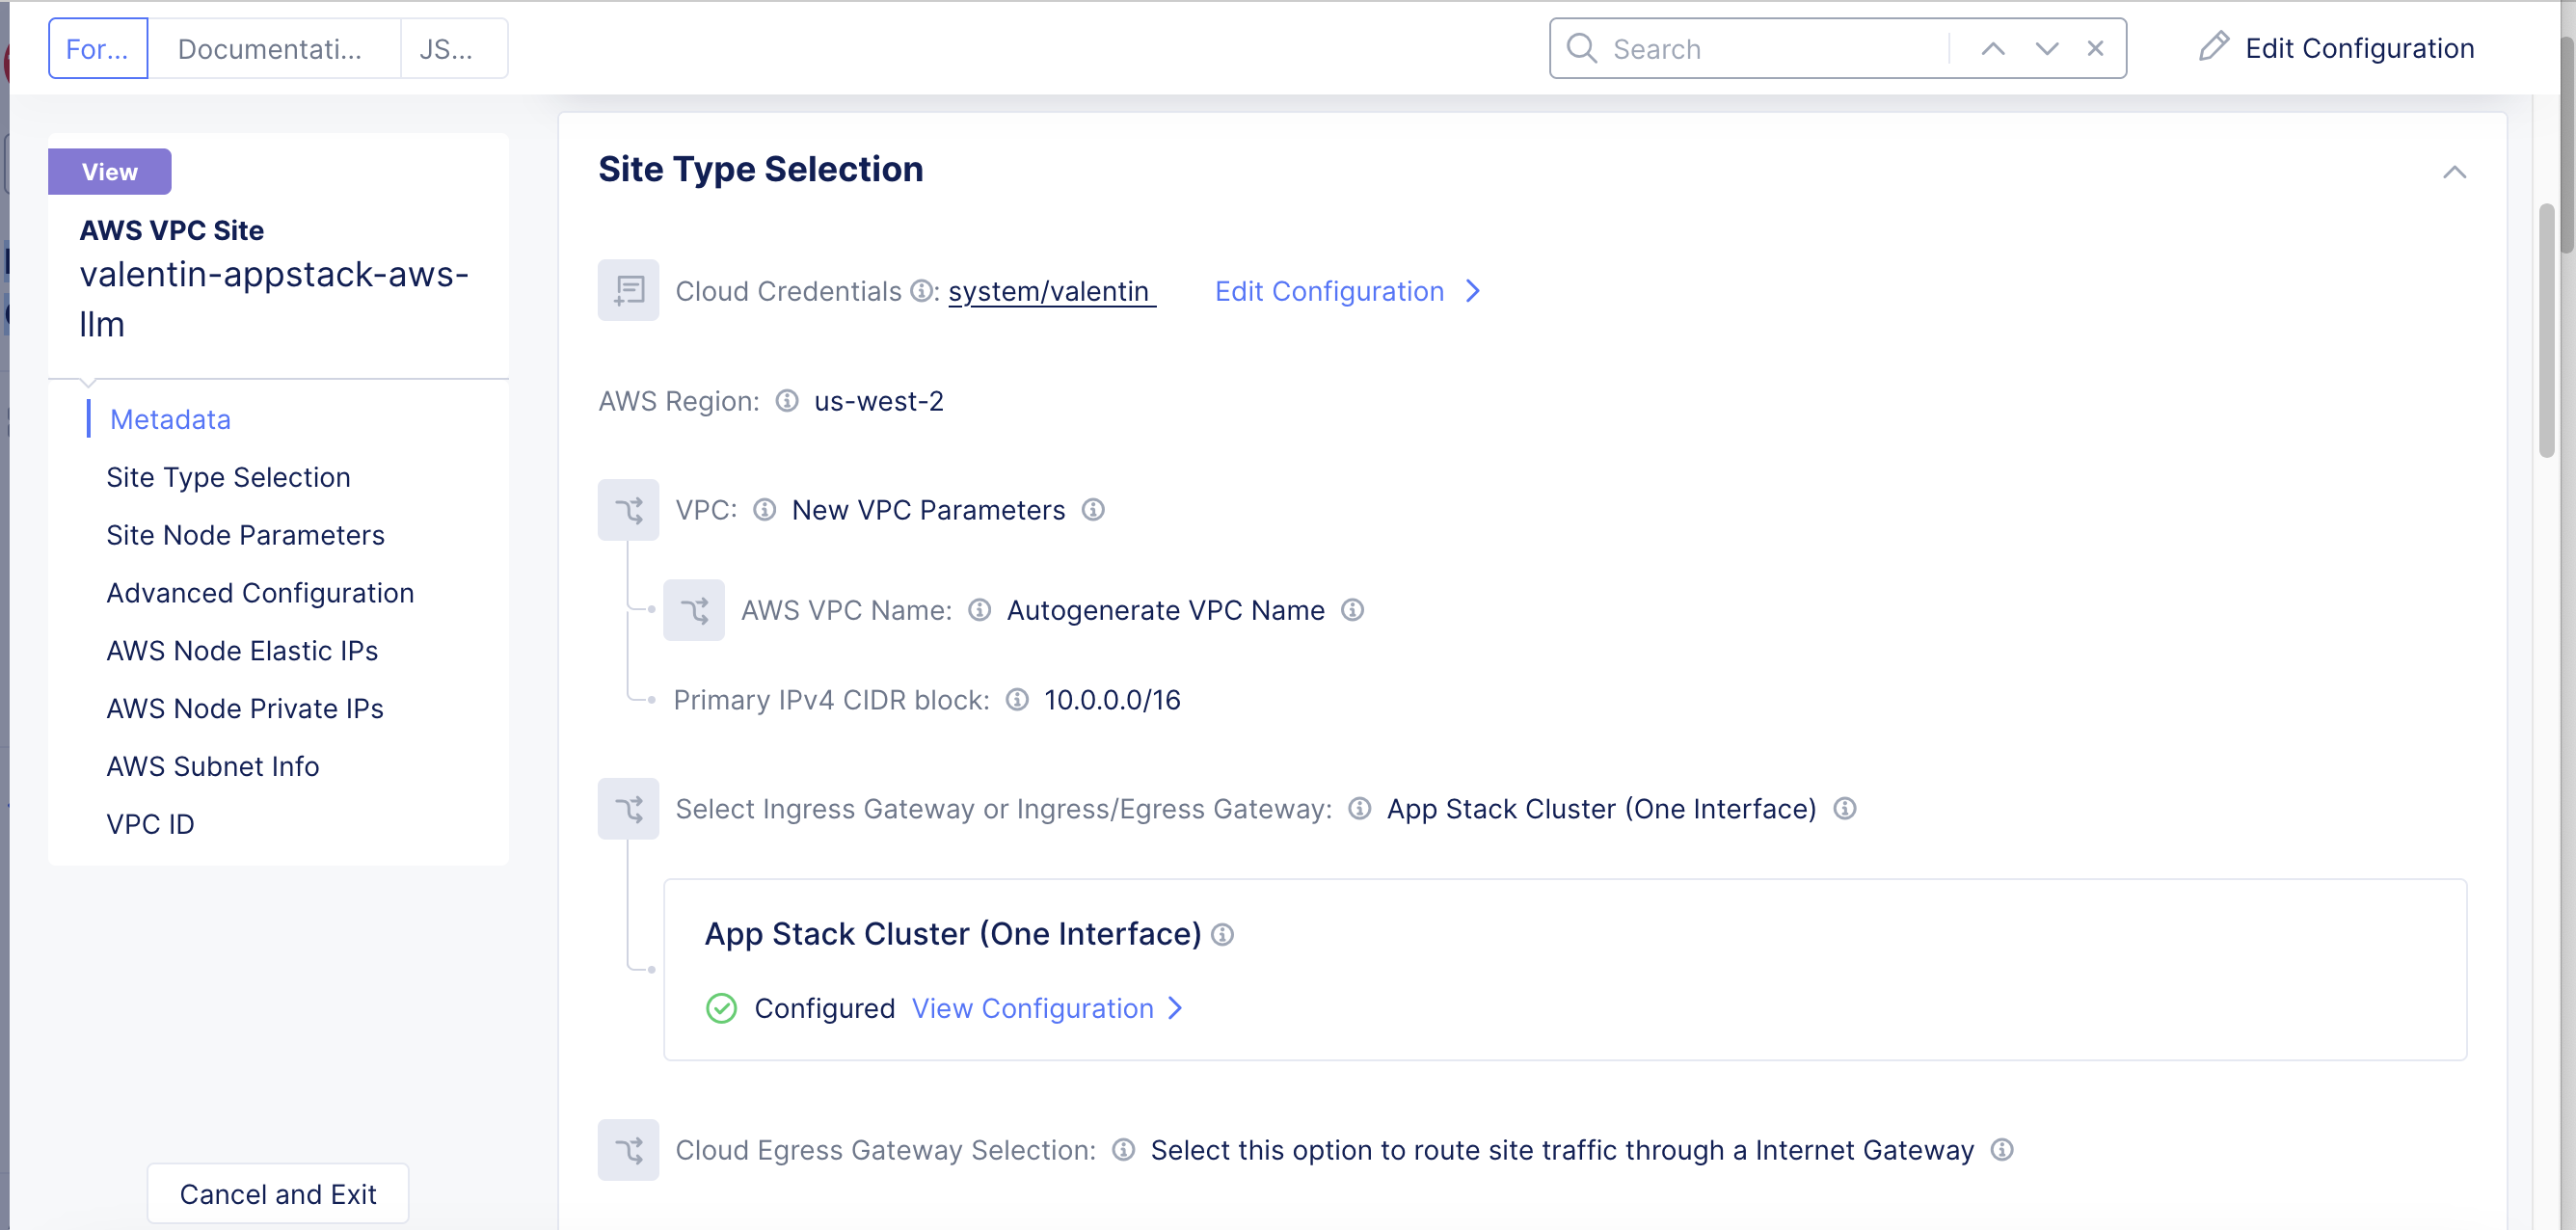 For...
Documentati...
JS...
Search
Edit Configuration
View
AWS VPC Site
valentin-appstack-aws-
llm
Metadata
Site Type Selection
Site Node Parameters
Advanced Configuration
AWS Node Elastic IPs
AWS Node Private IPs
AWS Subnet Info
VPC ID
Cancel and Exit
Site Type Selection
Cloud Credentials : system/valentin Edit Configuration
AWS Region: us-west-2
VPC: New VPC Parameters
AWS VPC Name: Autogenerate VPC Name
Primary IPv4 CIDR block: 10.0.0.0/16
Select Ingress Gateway or Ingress/Egress Gateway: App Stack Cluster (One Interface)
App Stack Cluster (One Interface)
Configured View Configuration
Cloud Egress Gateway Selection: Select this option to route site traffic through a Internet Gateway